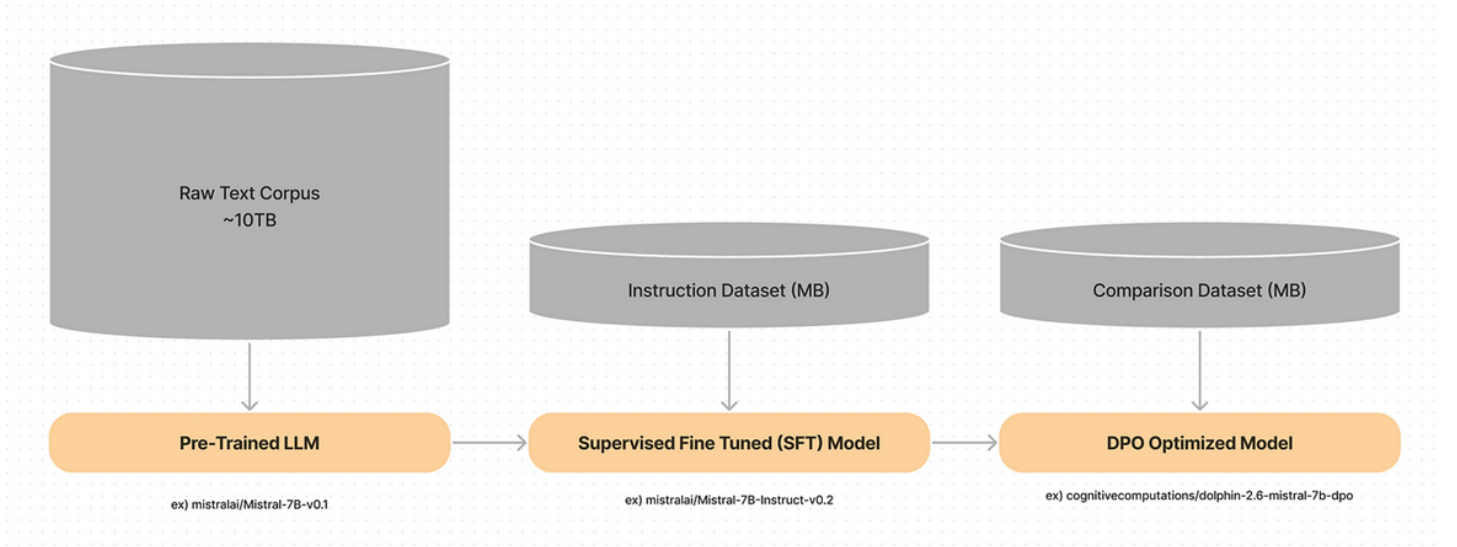 Raw Text Corpus
~10TB
Instruction Dataset (MB)
Comparison Dataset (MB)
Pre-Trained LLM
Supervised Fine Tuned (SFT) Model
DPO Optimized Model
ex) mistralai/Mistral-7B-v0.1
ex) mistralai/Mistral-7B-Instruct-v0.2
ex) cognitivecomputations/dolphin-2.6-mistral-7b-dpo